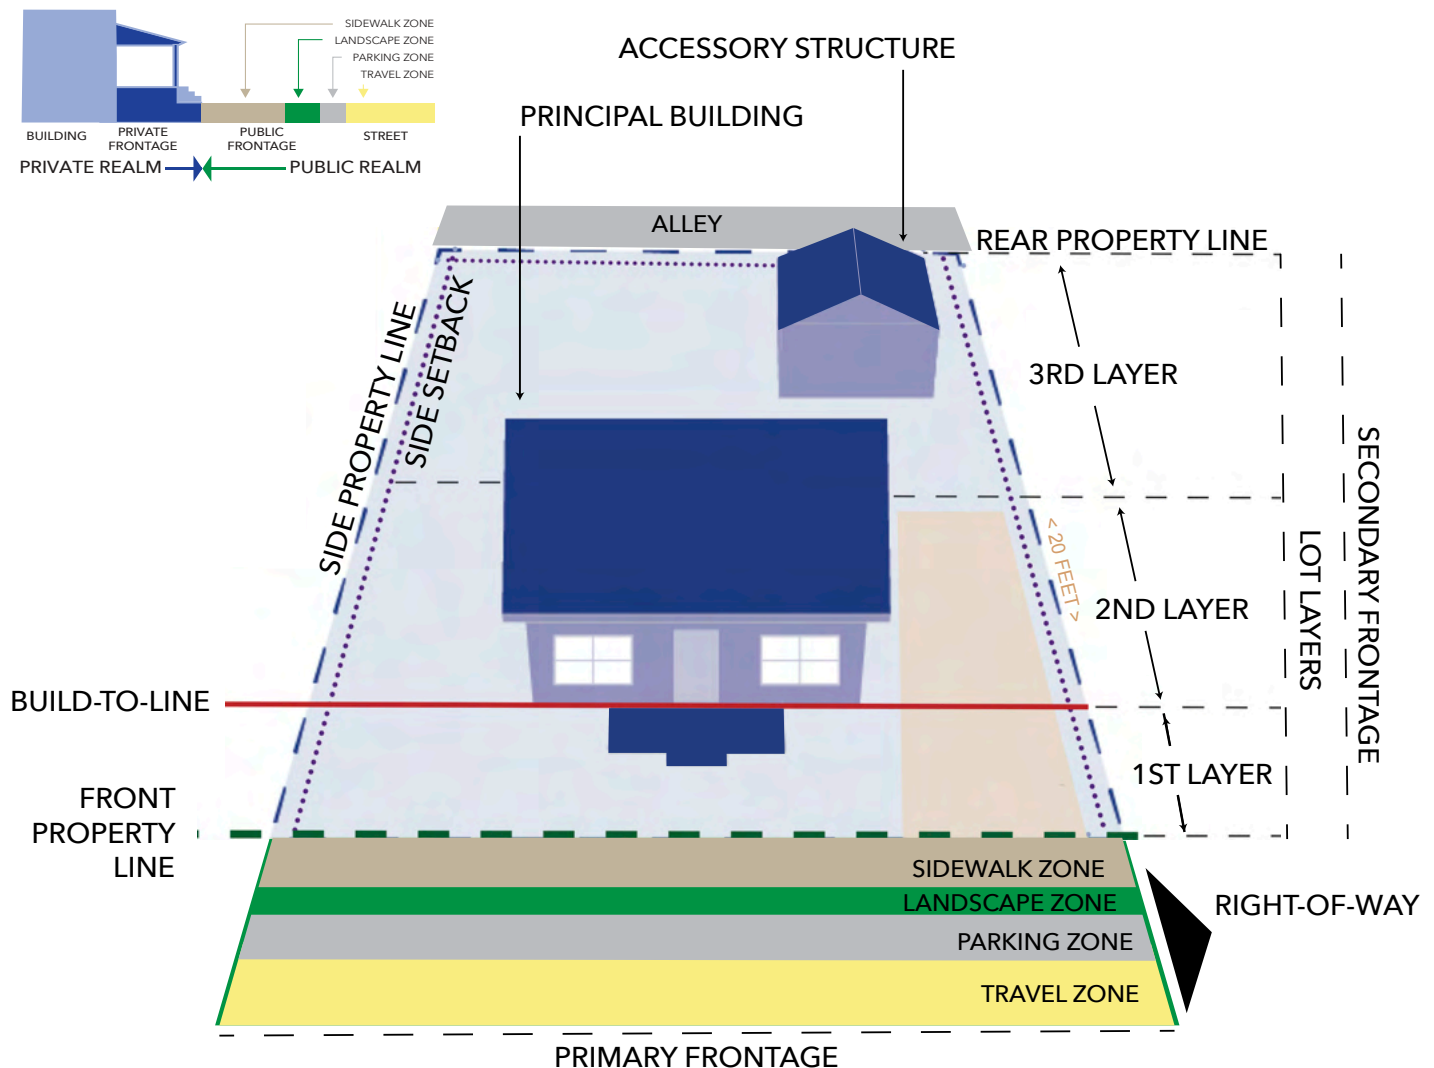 SIDEWALK ZONE
LANDSCAPE ZONE
PARKING ZONE
TRAVEL ZONE
BUILDING
PRIVATE
FRONTAGE
PUBLIC
FRONTAGE
STREET
PRIVATE REALM
PUBLIC REALM
ACCESSORY STRUCTURE
PRINCIPAL BUILDING
ALLEY
REAR PROPERTY LINE
SIDE PROPERTY LINE
SIDE SETBACK
3RD LAYER
< 20 FEET >
2ND LAYER
LOT LAYERS
SECONDARY FRONTAGE
BUILD-TO-LINE
1ST LAYER
FRONT
PROPERTY
LINE
SIDEWALK ZONE
LANDSCAPE ZONE
PARKING ZONE
TRAVEL ZONE
RIGHT-OF-WAY
PRIMARY FRONTAGE